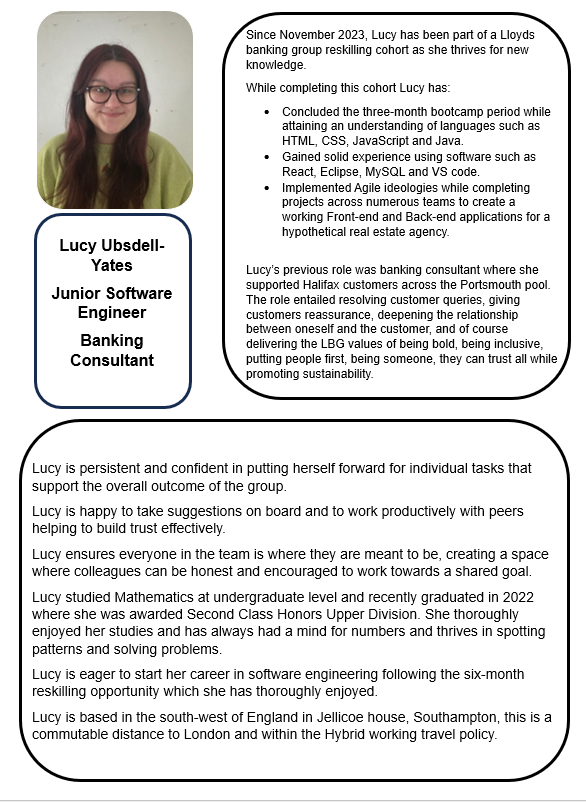 Lucy Ubsdell-
Yates
Junior Software
Engineer
Banking
Consultant
Since November 2023, Lucy has been part of a Lloyds
banking group reskilling cohort as she thrives for new
knowledge.
While completing this cohort Lucy has:
• Concluded the three-month bootcamp period while
attaining an understanding of languages such as
HTML, CSS, JavaScript and Java.
• Gained solid experience using software such as
React, Eclipse, MySQL and VS code.
• Implemented Agile ideologies while completing
projects across numerous teams to create a
working Front-end and Back-end applications for a
hypothetical real estate agency.
Lucy’s previous role was banking consultant where she
supported Halifax customers across the Portsmouth pool.
The role entailed resolving customer queries, giving
customers reassurance, deepening the relationship
between oneself and the customer, and of course
delivering the LBG values of being bold, being inclusive,
putting people first, being someone, they can trust all while
promoting sustainability.
Lucy is persistent and confident in putting herself forward for individual tasks that
support the overall outcome of the group.
Lucy is happy to take suggestions on board and to work productively with peers
helping to build trust effectively.
Lucy ensures everyone in the team is where they are meant to be, creating a space
where colleagues can be honest and encouraged to work towards a shared goal.
Lucy studied Mathematics at undergraduate level and recently graduated in 2022
where she was awarded Second Class Honors Upper Division. She thoroughly
enjoyed her studies and has always had a mind for numbers and thrives in spotting
patterns and solving problems.
Lucy is eager to start her career in software engineering following the six-month
reskilling opportunity which she has thoroughly enjoyed.
Lucy is based in the south-west of England in Jellicoe house, Southampton, this is a
commutable distance to London and within the Hybrid working travel policy.